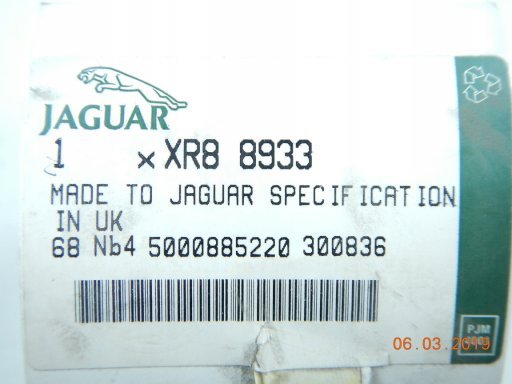 JAGUAR
1 x XR8 8933
MADE TO JAGUAR SPECIFICATION
IN UK
68 Nb4 5000885220 300836
PJM
06.03.2019